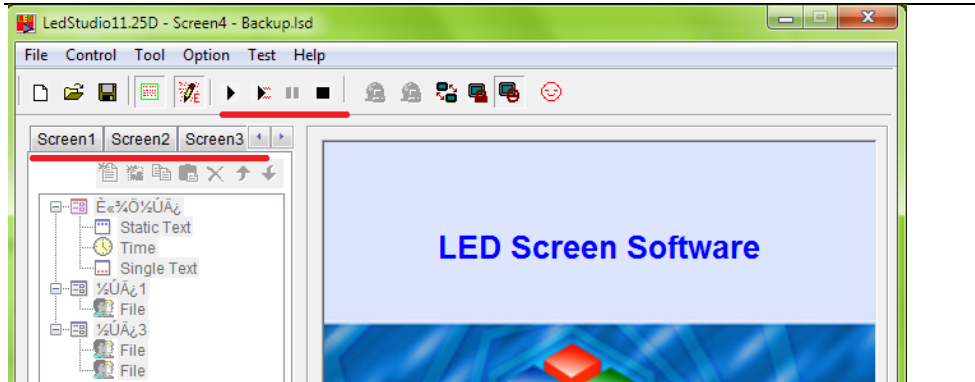 LedStudio11.25D - Screen4 - Backup.lsd
File Control Tool Option Test Help
Screen1 Screen2 Screen3
È«¾Ö½ÚÄ¿
Static Text
Time
Single Text
½ÚÄ¿1
File
½ÚÄ¿3
File
File
LED Screen Software